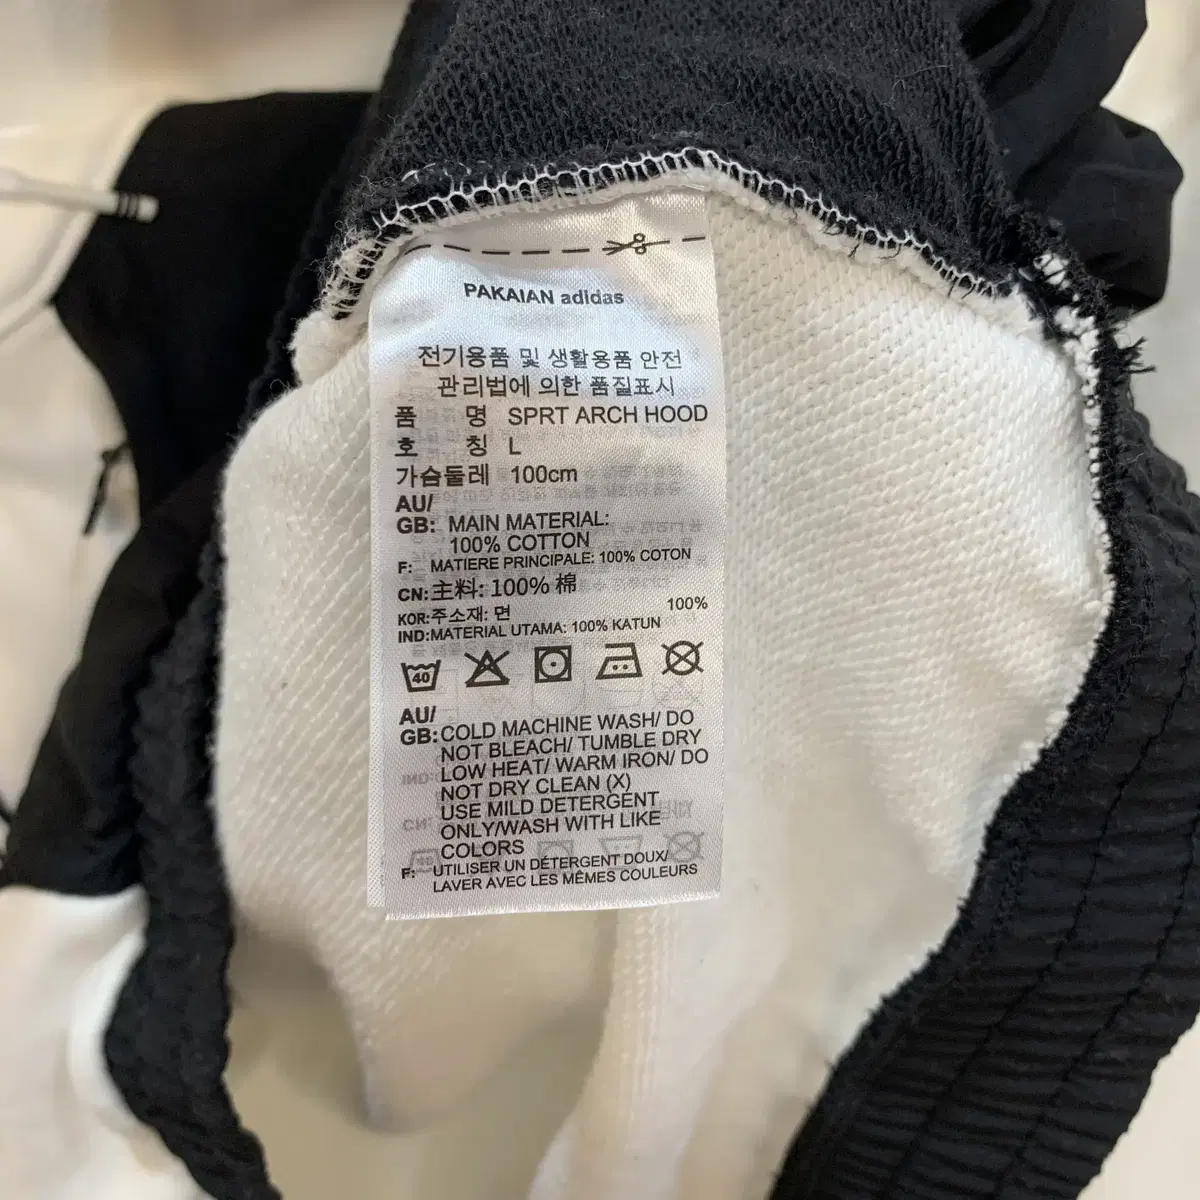 PAKAIAN adidas
전기용품 및 생활용품 안전
관리법에 의한 품질표시
품 명 SPRT ARCH HOOD
호 칭 L
가슴둘레 100cm
AU/
GB: MAIN MATERIAL:
100% COTTON
F: MATIERE PRINCIPALE: 100% COTON
CN: 主料: 100% 棉
KOR: 주소재: 면 100%
IND: MATERIAL UTAMA: 100% KATUN
40
AU/
GB: COLD MACHINE WASH/ DO
NOT BLEACH/ TUMBLE DRY
LOW HEAT/ WARM IRON/ DO
NOT DRY CLEAN (X)
USE MILD DETERGENT
ONLY/WASH WITH LIKE
COLORS
F: UTILISER UN DÉTERGENT DOUX/
LAVER AVEC LES MÊMES COULEURS